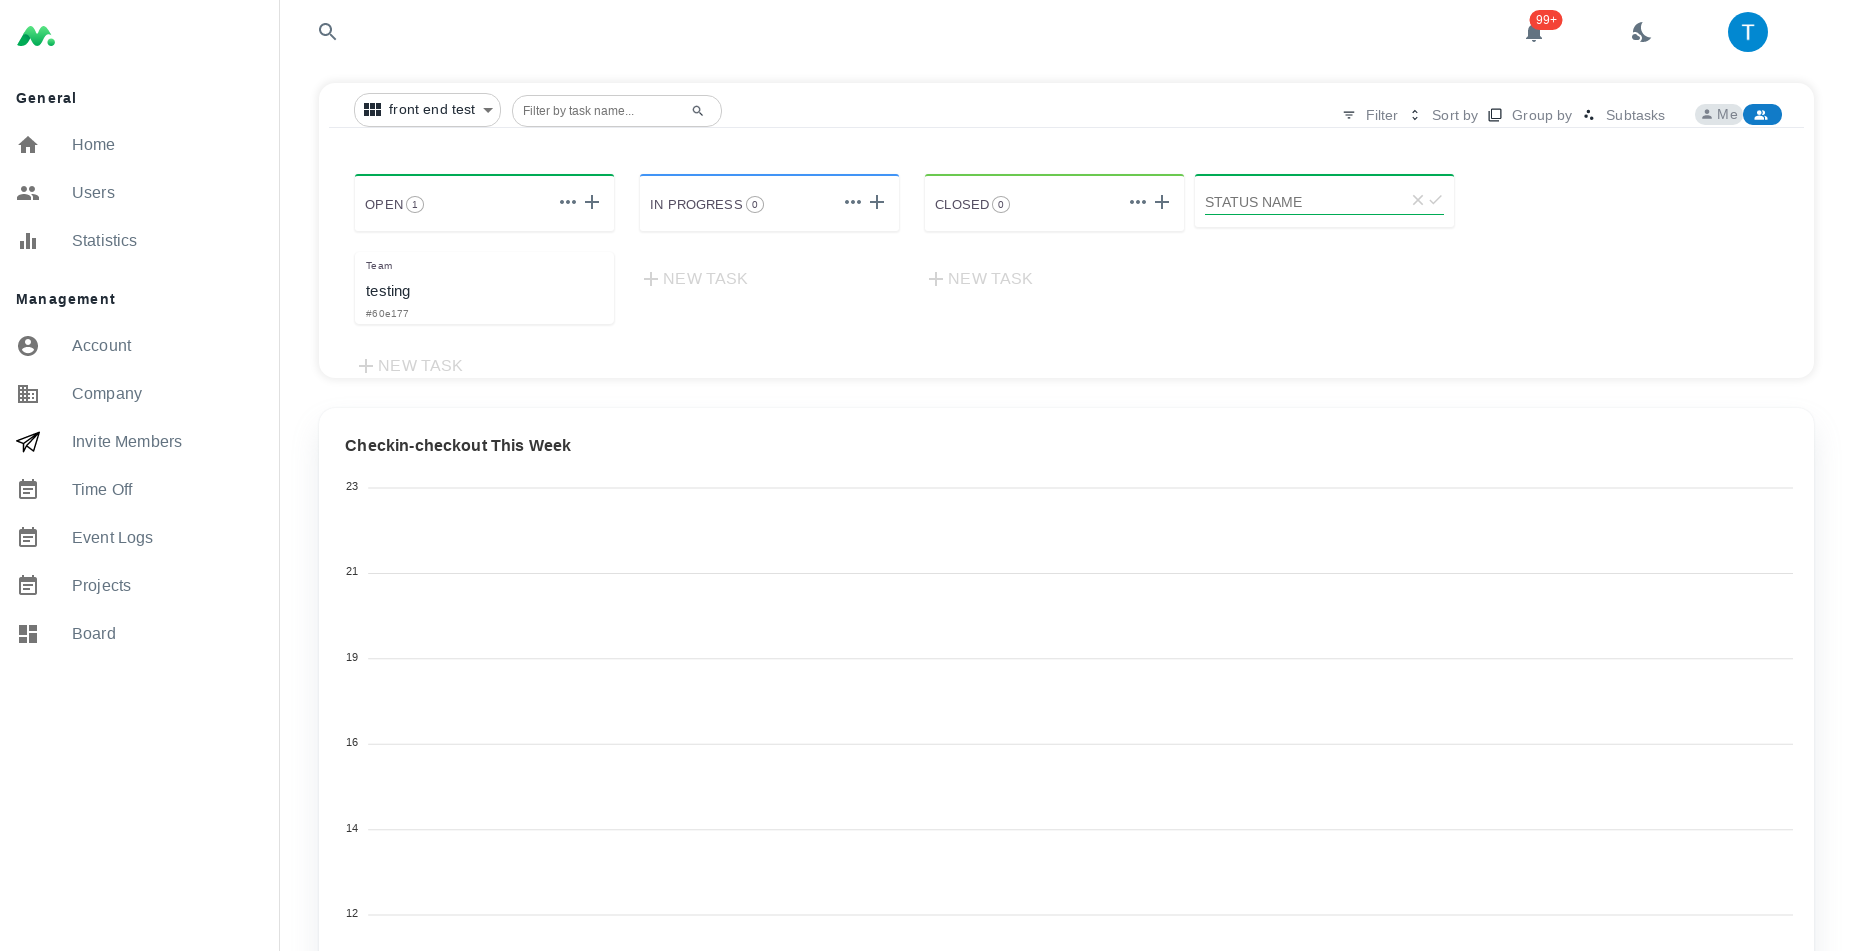 99+
T
General
Home
Users
Statistics
Management
Account
Company
Invite Members
Time Off
Event Logs
Projects
Board
front end test
Filter by task name...
Filter
Sort by
Group by
Subtasks
Me
OPEN 1
IN PROGRESS 0
CLOSED 0
STATUS NAME
Team
testing
#60e177
NEW TASK
NEW TASK
NEW TASK
Checkin-checkout This Week
23
21
19
16
14
12